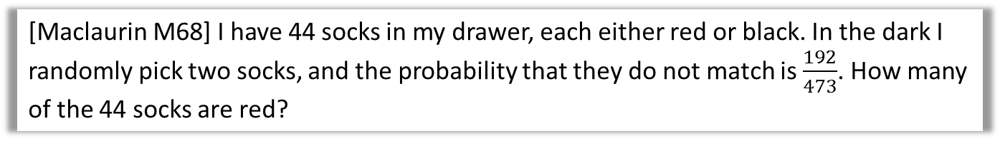 [Maclaurin M68] I have 44 socks in my drawer, each either red or black. In the dark I
randomly pick two socks, and the probability that they do not match is 192/473. How many
of the 44 socks are red?